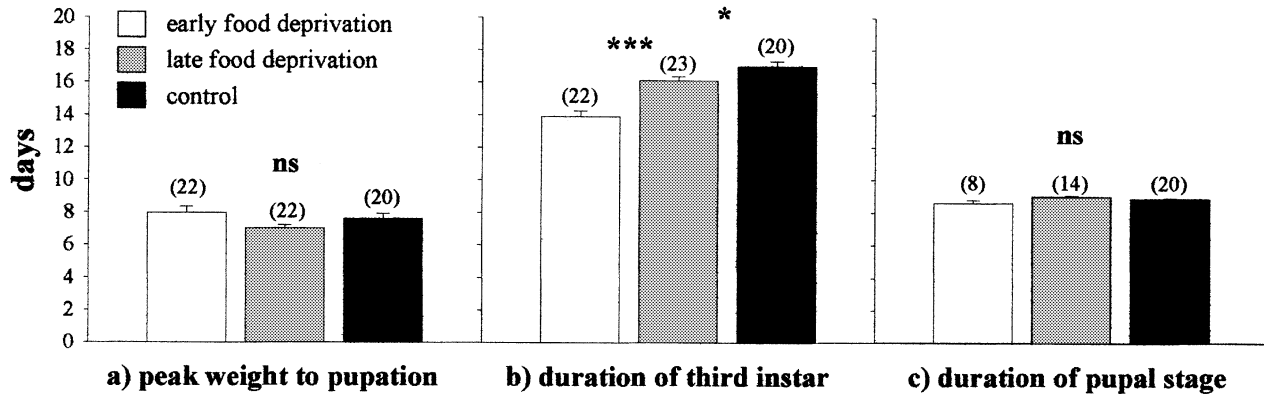 20
18
16
14
12
10
8
6
4
2
0
days
early food deprivation
late food deprivation
control
ns
(22)
(22)
(20)
***
*
(22)
(23)
(20)
ns
(8)
(14)
(20)
a) peak weight to pupation
b) duration of third instar
c) duration of pupal stage